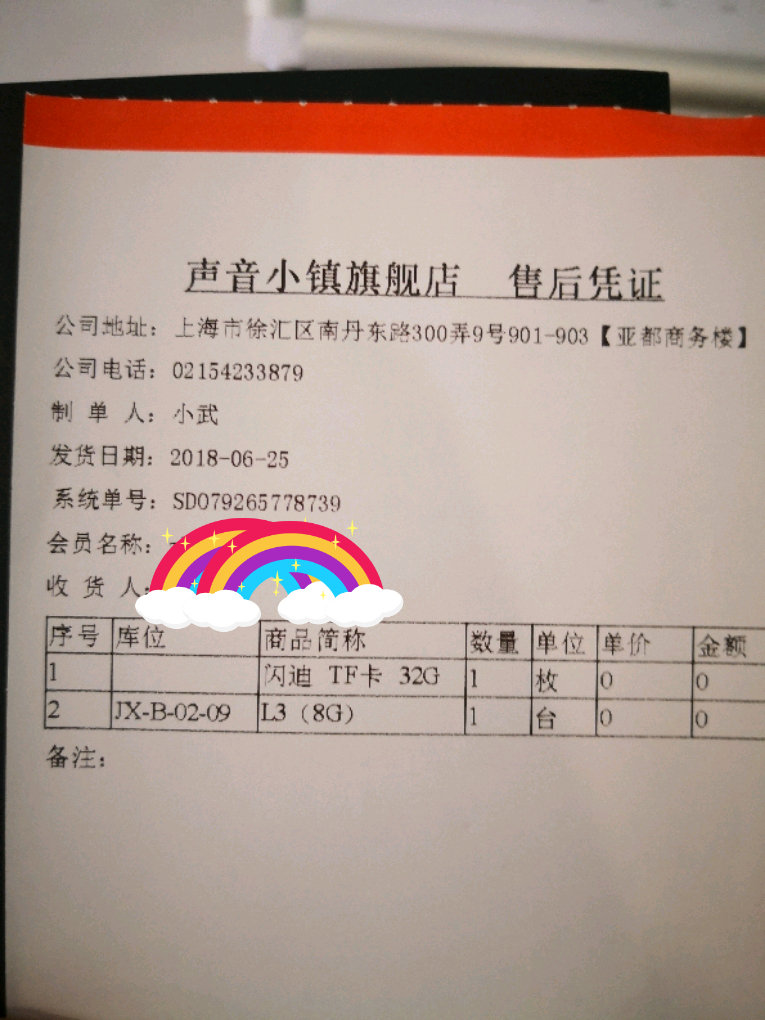 声音小镇旗舰店 售后凭证
公司地址：上海市徐汇区南丹东路300弄9号901-903【亚都商务楼】
公司电话：02154233879
制 单 人：小武
发货日期：2018-06-25
系统单号：SDO79265778739
会员名称：
收 货 人：
序号 库位 商品简称 数量 单位 单价 金额
1 闪迪 TF卡 32G 1 枚 0 0
2 JX-B-02-09 L3（8G） 1 台 0 0
备注：